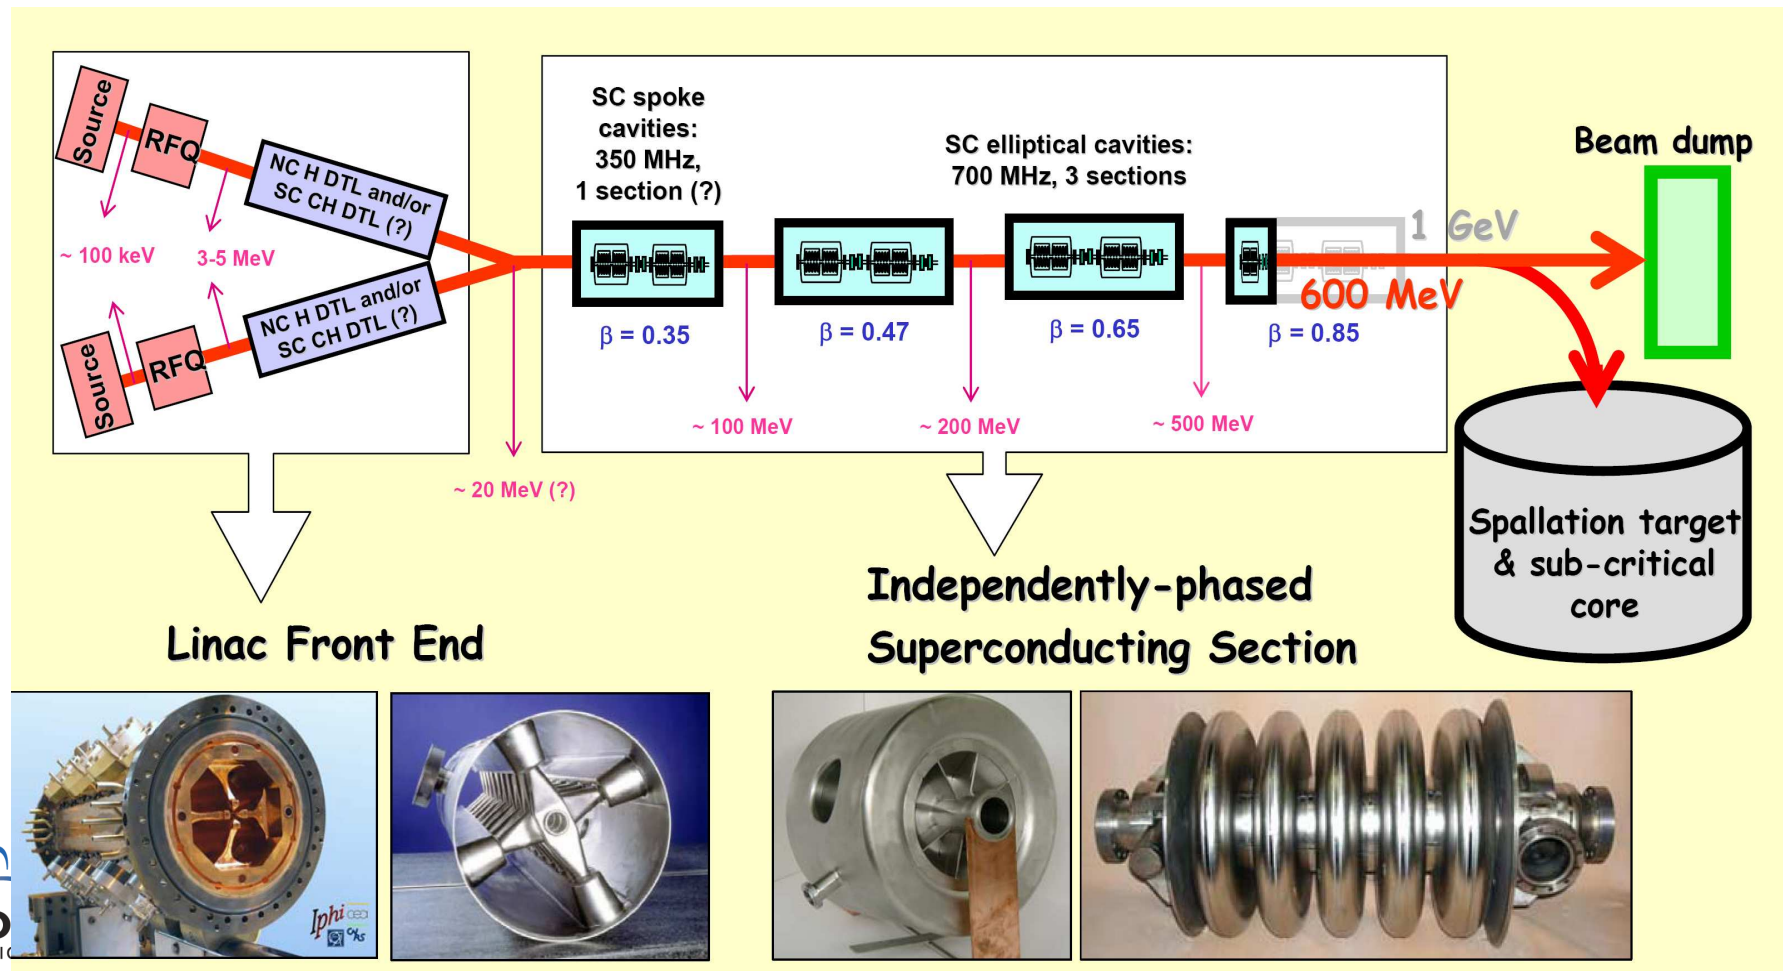 Source
RFQ
NC H DTL and/or
SC CH DTL (?)
~ 100 keV
3-5 MeV
Source
RFQ
NC H DTL and/or
SC CH DTL (?)
~ 20 MeV (?)
SC spoke
cavities:
350 MHz,
1 section (?)
SC elliptical cavities:
700 MHz, 3 sections
β = 0.35
β = 0.47
β = 0.65
β = 0.85
~ 100 MeV
~ 200 MeV
~ 500 MeV
1 GeV
600 MeV
Beam dump
Spallation target
& sub-critical
core
Linac Front End
Independently-phased
Superconducting Section
Iphi
cea